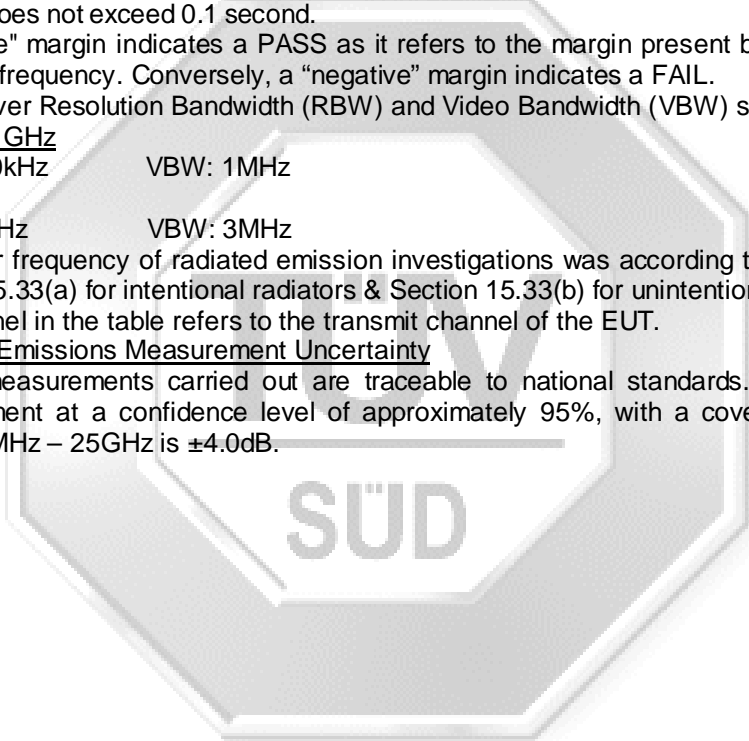 oes not exceed 0.1 second.
e" margin indicates a PASS as it refers to the margin present b
frequency. Conversely, a “negative” margin indicates a FAIL.
ver Resolution Bandwidth (RBW) and Video Bandwidth (VBW) s
GHz
0kHz VBW: 1MHz
Hz VBW: 3MHz
r frequency of radiated emission investigations was according t
5.33(a) for intentional radiators & Section 15.33(b) for unintention
nel in the table refers to the transmit channel of the EUT.
Emissions Measurement Uncertainty
measurements carried out are traceable to national standards.
ment at a confidence level of approximately 95%, with a cove
MHz – 25GHz is ±4.0dB.
TÜV
SÜD